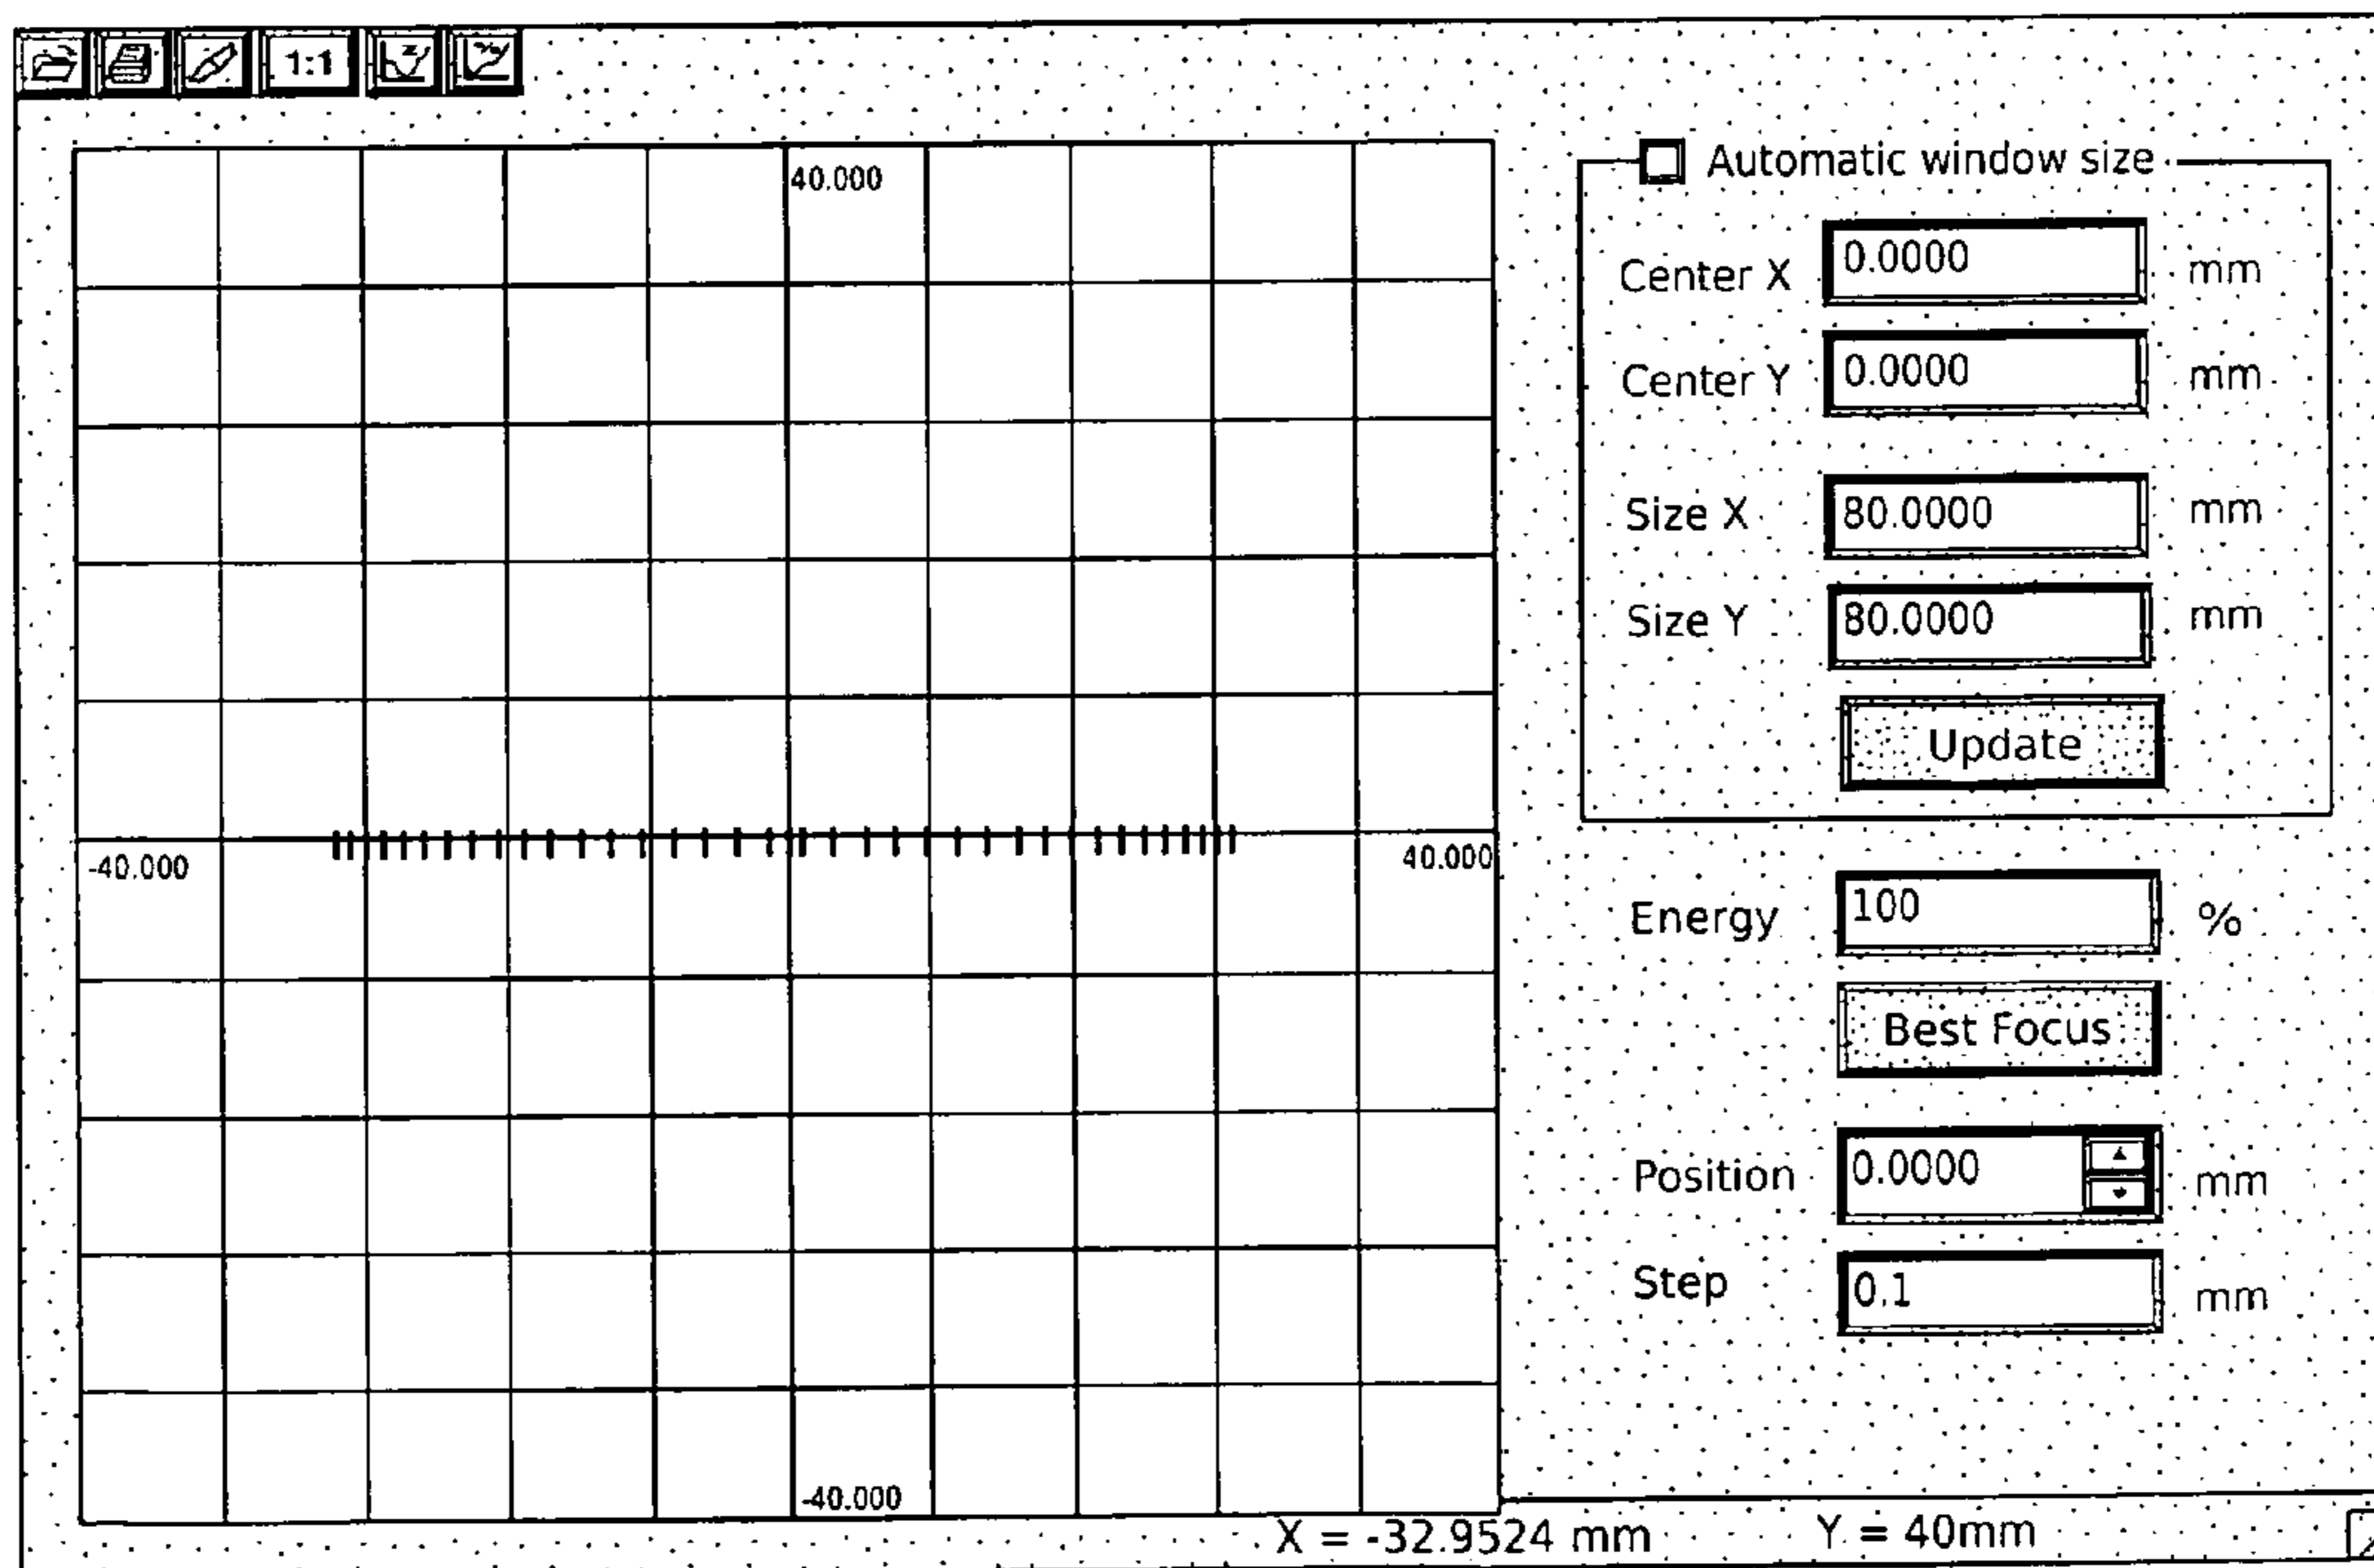 1:1
Z
40.000
-40.000
40.000
-40.000
Automatic window size
Center X 0.0000 mm
Center Y 0.0000 mm
Size X 80.0000 mm
Size Y 80.0000 mm
Update
Energy 100 %
Best Focus
Position 0.0000 mm
Step 0.1 mm
X = -32.9524 mm Y = 40mm